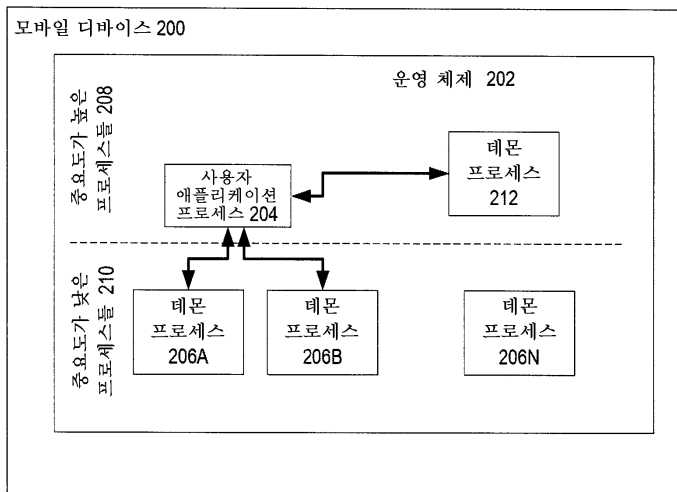 모바일 디바이스 200
운영 체제 202
중요도가 높은
프로세스들 208
사용자
애플리케이션
프로세스 204
데몬
프로세스
212
중요도가 낮은
프로세스들 210
데몬
프로세스
206A
데몬
프로세스
206B
데몬
프로세스
206N